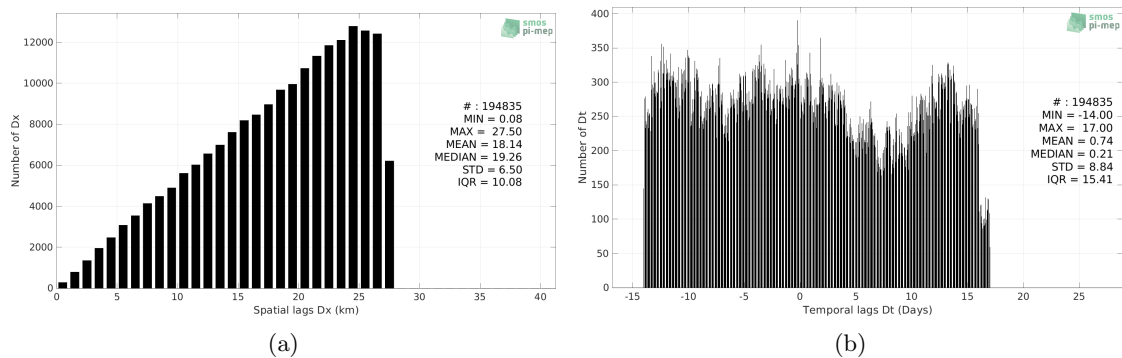 smos
pi-mep
12000
10000
8000
6000
4000
2000
0
Number of Dx
# : 194835
MIN = 0.08
MAX = 27.50
MEAN = 18.14
MEDIAN = 19.26
STD = 6.50
IQR = 10.08
0 5 10 15 20 25 30 35 40
Spatial lags Dx (km)
(a)
smos
pi-mep
400
350
300
250
200
150
100
50
0
Number of Dt
# : 194835
MIN = -14.00
MAX = 17.00
MEAN = 0.74
MEDIAN = 0.21
STD = 8.84
IQR = 15.41
-15 -10 -5 0 5 10 15 20 25
Temporal lags Dt (Days)
(b)